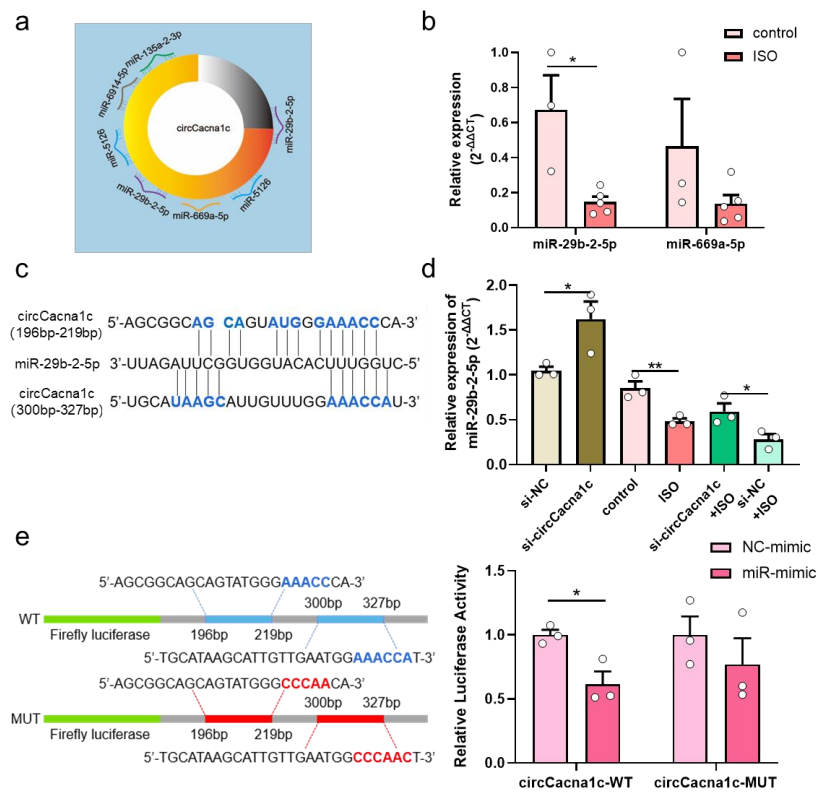 a
miR-135a-2-3p
miR-6914-5p
miR-5126
miR-29b-2-5p
miR-669a-5p
miR-5126
miR-29b-2-5p
circCacna1c
b
control
ISO
Relative expression
(2-ΔΔCT)
1.0
0.8
0.6
0.4
0.2
0.0
*
miR-29b-2-5p
miR-669a-5p
c
circCacna1c
(196bp-219bp)
5'-AGCGGCAG CAGUAUGGGAAACCCA-3'
miR-29b-2-5p
3'-UUAGAUUCGGUGGUACACUUUGGUC-5'
circCacna1c
(300bp-327bp)
5'-UGCAUAAGCAUUGUUUGGAAACCAU-3'
d
Relative expression of
miR-29b-2-5p (2-ΔΔCT)
2.0
1.5
1.0
0.5
0.0
*
**
*
si-NC
si-circCacna1c
control
ISO
si-circCacna1c
+ISO
si-NC
+ISO
e
5'-AGCGGCAGCAGTATGGGAAACCCA-3'
300bp 327bp
WT
Firefly luciferase
196bp 219bp
5'-TGCATAAGCATTGTTGAATGGAAACCAT-3'
5'-AGCGGCAGCAGTATGGGCCCAACA-3'
300bp 327bp
MUT
Firefly luciferase
196bp 219bp
5'-TGCATAAGCATTGTTGAATGGCCCAACT-3'
NC-mimic
miR-mimic
Relative Luciferase Activity
1.5
1.0
0.5
0.0
*
circCacna1c-WT
circCacna1c-MUT